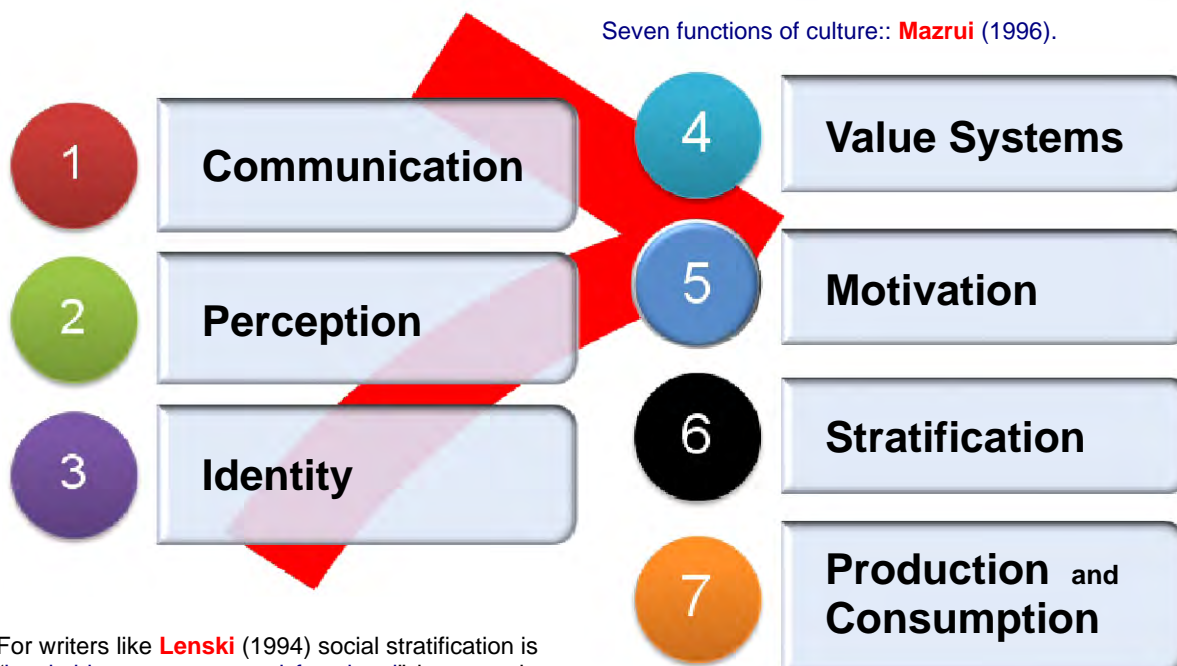 Seven functions of culture:: Mazrui (1996).
1
Communication
2
Perception
3
Identity
4
Value Systems
5
Motivation
6
Stratification
7
Production and
Consumption
For writers like Lenski (1994) social stratification is